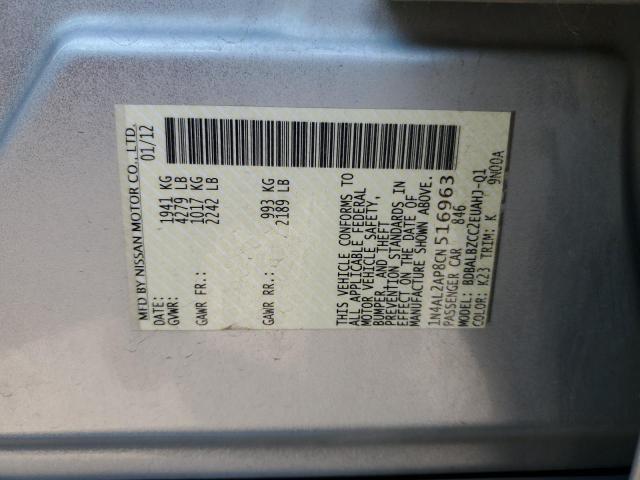 MFD BY NISSAN MOTOR CO., LTD.
DATE: 01/12
GVWR: 1941 KG
4279 LB
GAWR FR.: 1017 KG
2242 LB
GAWR RR.: 993 KG
2189 LB
THIS VEHICLE CONFORMS TO
ALL APPLICABLE FEDERAL
MOTOR VEHICLE SAFETY,
BUMPER, AND THEFT
PREVENTION STANDARDS IN
EFFECT ON THE DATE OF
MANUFACTURE SHOWN ABOVE.
1N4AL2AP8CN516963
PASSENGER CAR 846
MODEL: BDBALBZCC2EUAHJ-Q1
COLOR: K23 TRIM: K 9N00A